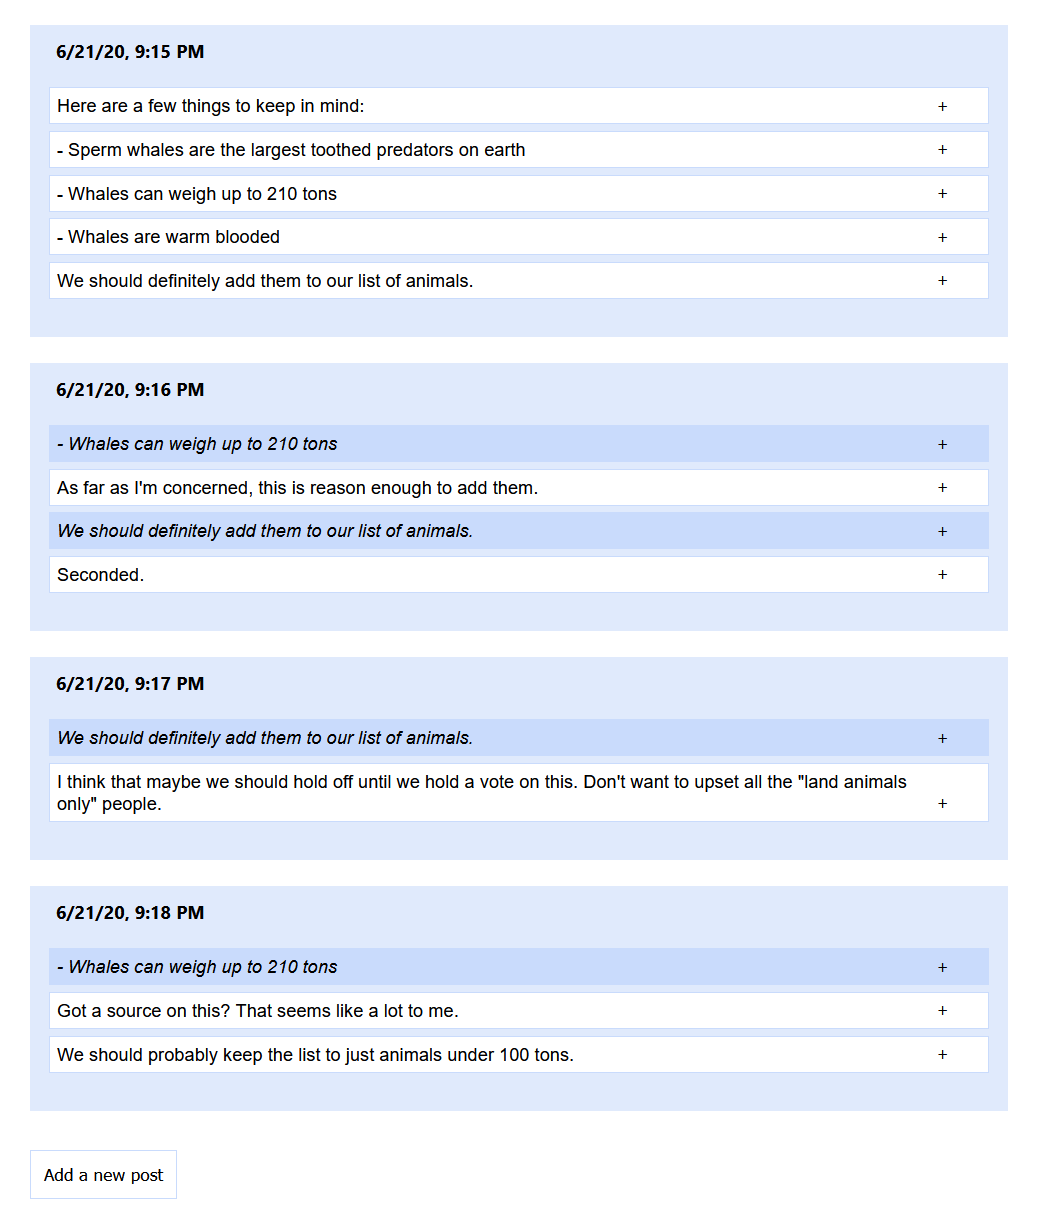 6/21/20, 9:15 PM
Here are a few things to keep in mind: +
- Sperm whales are the largest toothed predators on earth +
- Whales can weigh up to 210 tons +
- Whales are warm blooded +
We should definitely add them to our list of animals. +
6/21/20, 9:16 PM
- Whales can weigh up to 210 tons +
As far as I'm concerned, this is reason enough to add them. +
We should definitely add them to our list of animals. +
Seconded. +
6/21/20, 9:17 PM
We should definitely add them to our list of animals. +
I think that maybe we should hold off until we hold a vote on this. Don't want to upset all the "land animals
only" people. +
6/21/20, 9:18 PM
- Whales can weigh up to 210 tons +
Got a source on this? That seems like a lot to me. +
We should probably keep the list to just animals under 100 tons. +
Add a new post